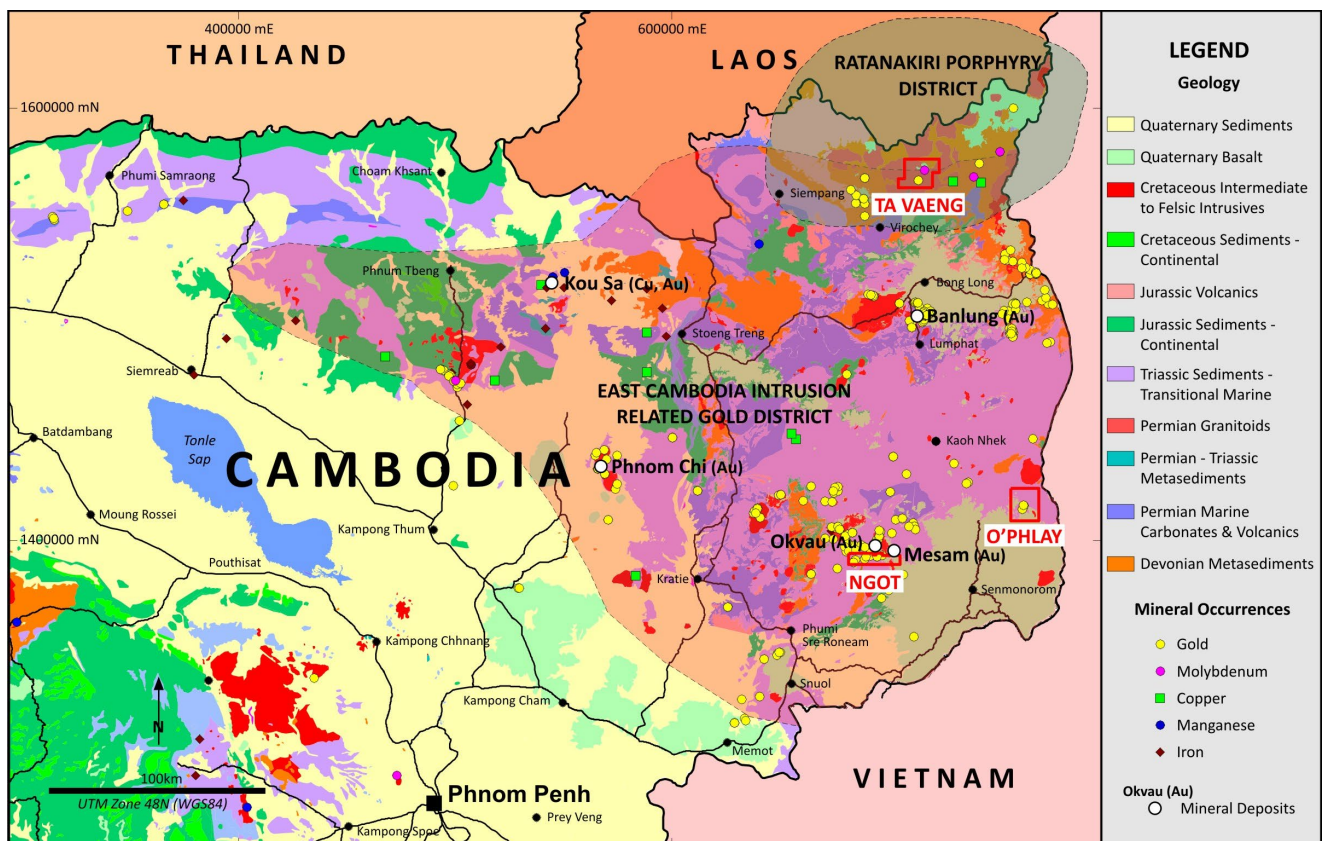 400000 mE
600000 mE
THAILAND
LAOS
RATANAKIRI PORPHYRY
DISTRICT
1600000 mN
Phumi Samraong
Choam Khsant
Siempang
TA VAENG
Virochey
Phnum Tbeng
Kou Sa (Cu, Au)
Bong Long
Banlung (Au)
Stoeng Treng
Lumphat
Siemreab
EAST CAMBODIA INTRUSION
RELATED GOLD DISTRICT
Batdambang
Tonle
Sap
CAMBODIA
Kaoh Nhek
Phnom Chi (Au)
Moung Rossei
Kampong Thum
O'PHLAY
1400000 mN
Okvau (Au)
Mesam (Au)
Pouthisat
NGOT
Kratie
Senmonorom
Kampong Chhnang
Phumi
Sre Roneam
Snuol
Kampong Cham
N
Memot
100km
UTM Zone 48N (WGS84)
VIETNAM
Phnom Penh
Prey Veng
Kampong Spoe
LEGEND
Geology
Quaternary Sediments
Quaternary Basalt
Cretaceous Intermediate
to Felsic Intrusives
Cretaceous Sediments -
Continental
Jurassic Volcanics
Jurassic Sediments -
Continental
Triassic Sediments -
Transitional Marine
Permian Granitoids
Permian - Triassic
Metasediments
Permian Marine
Carbonates & Volcanics
Devonian Metasediments
Mineral Occurrences
Gold
Molybdenum
Copper
Manganese
Iron
Okvau (Au)
Mineral Deposits